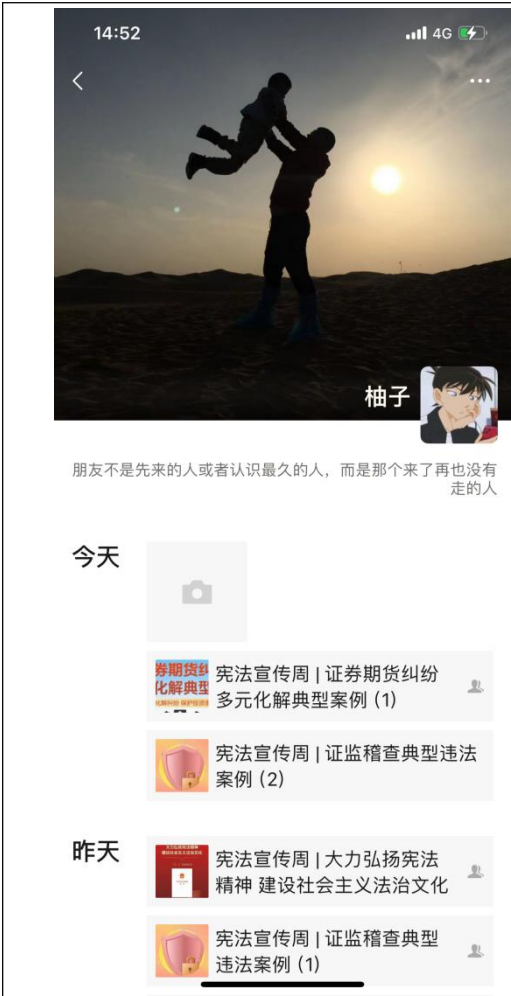 14:52
4G
柚子
朋友不是先来的人或者认识最久的人，而是那个来了再也没有
走的人
今天
券期货纠
化解典型
宪法宣传周 | 证券期货纠纷
多元化解典型案例 (1)
宪法宣传周 | 证监稽查典型违法
案例 (2)
昨天
宪法宣传周 | 大力弘扬宪法
精神 建设社会主义法治文化
宪法宣传周 | 证监稽查典型
违法案例 (1)